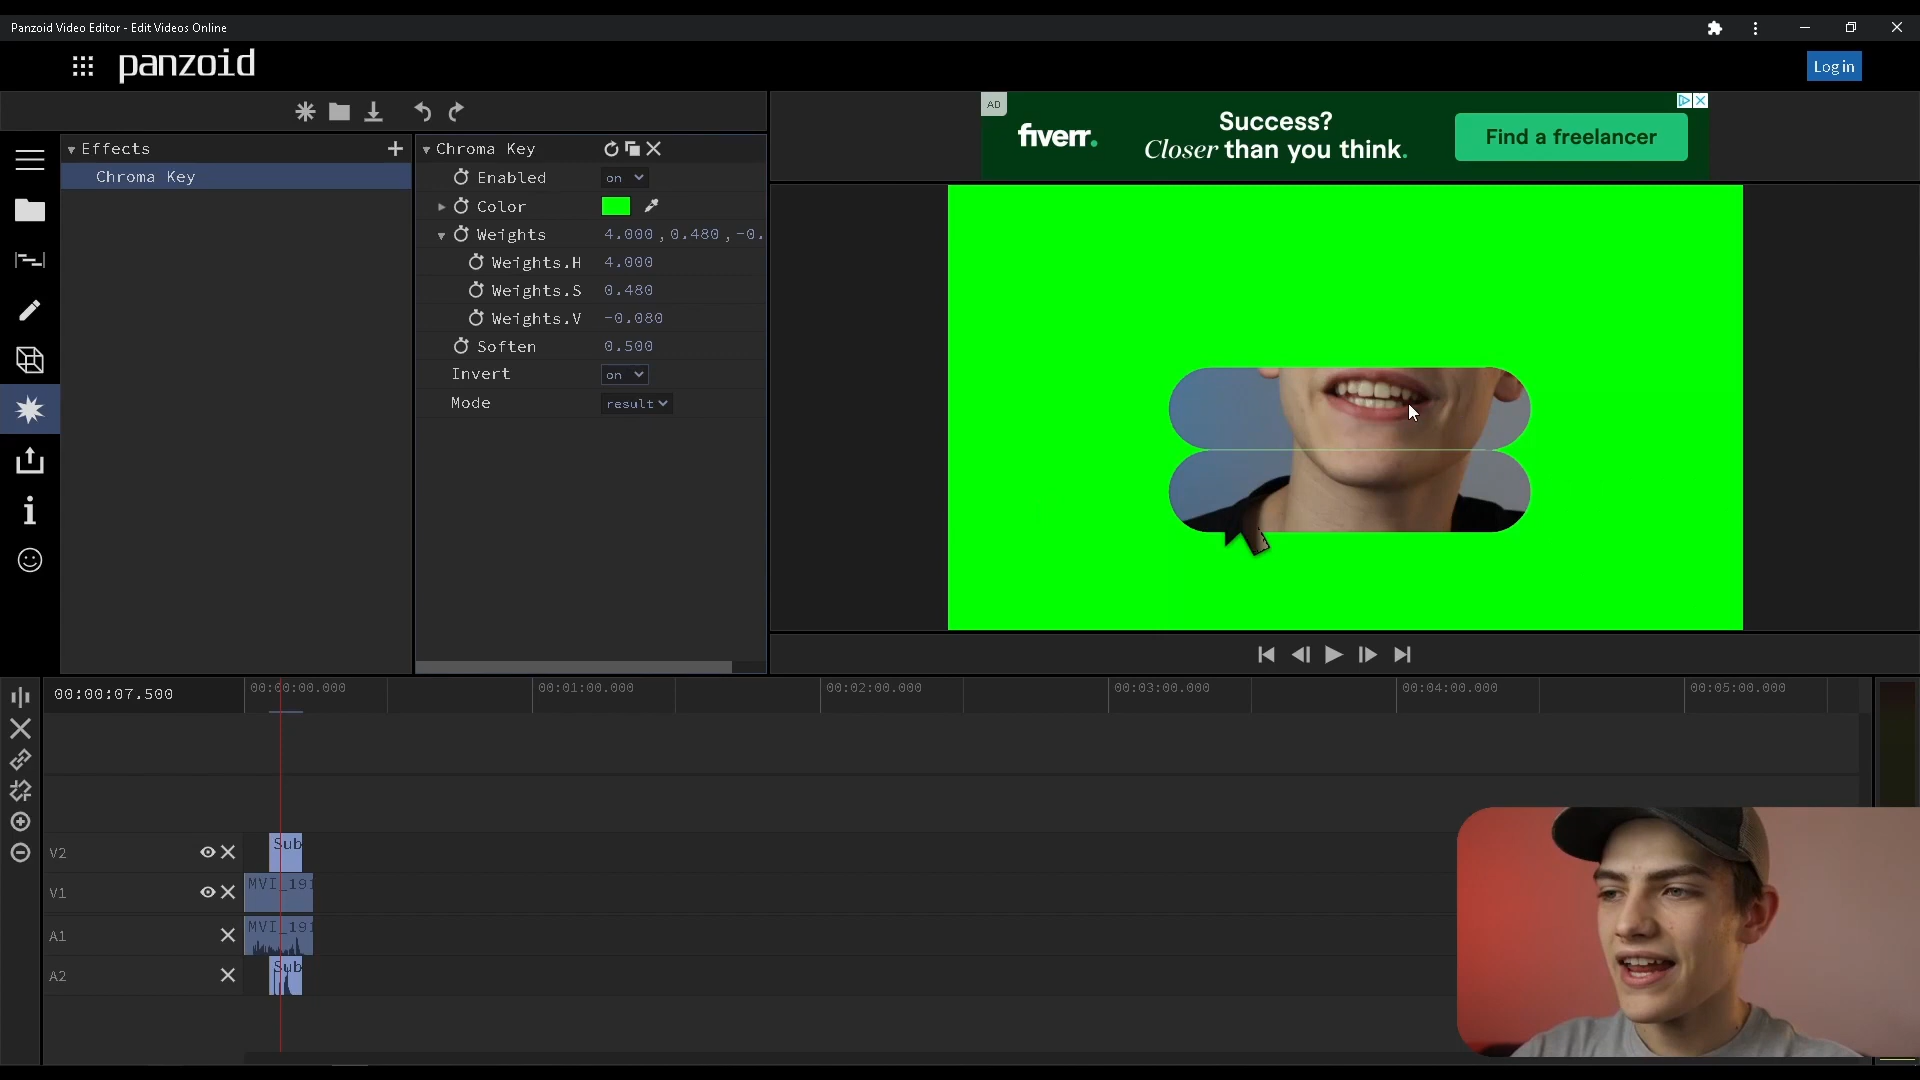 Panzoid Video Editor - Edit Videos Online
panzoid
Log in
Effects
Chroma Key
Chroma Key
Enabled on
Color
Weights 4.000 , 0.480 , -0.
Weights.H 4.000
Weights.S 0.480
Weights.V -0.080
Soften 0.500
Invert on
Mode result
AD
fiverr.
Success?
Closer than you think.
Find a freelancer
00:00:07.500
00:00:00.000
00:01:00.000
00:02:00.000
00:03:00.000
00:04:00.000
00:05:00.000
V2
Sub
V1
MVI_191
A1
MVI_191
A2
Sub